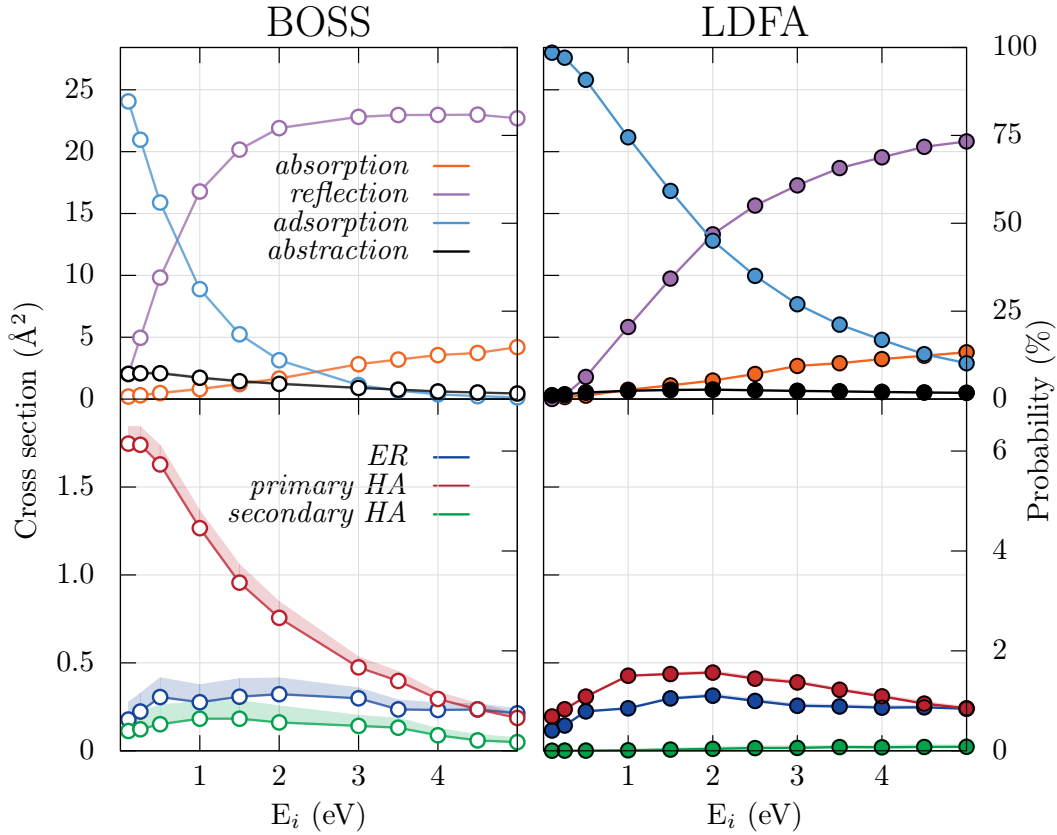 BOSS
LDFA
Cross section (Å²)
25
20
15
10
5
0
absorption
reflection
adsorption
abstraction
100
75
50
25
0
Probability (%)
1.5
1.0
0.5
0
ER
primary HA
secondary HA
6
4
2
0
1
2
3
4
1
2
3
4
E_i (eV)
E_i (eV)